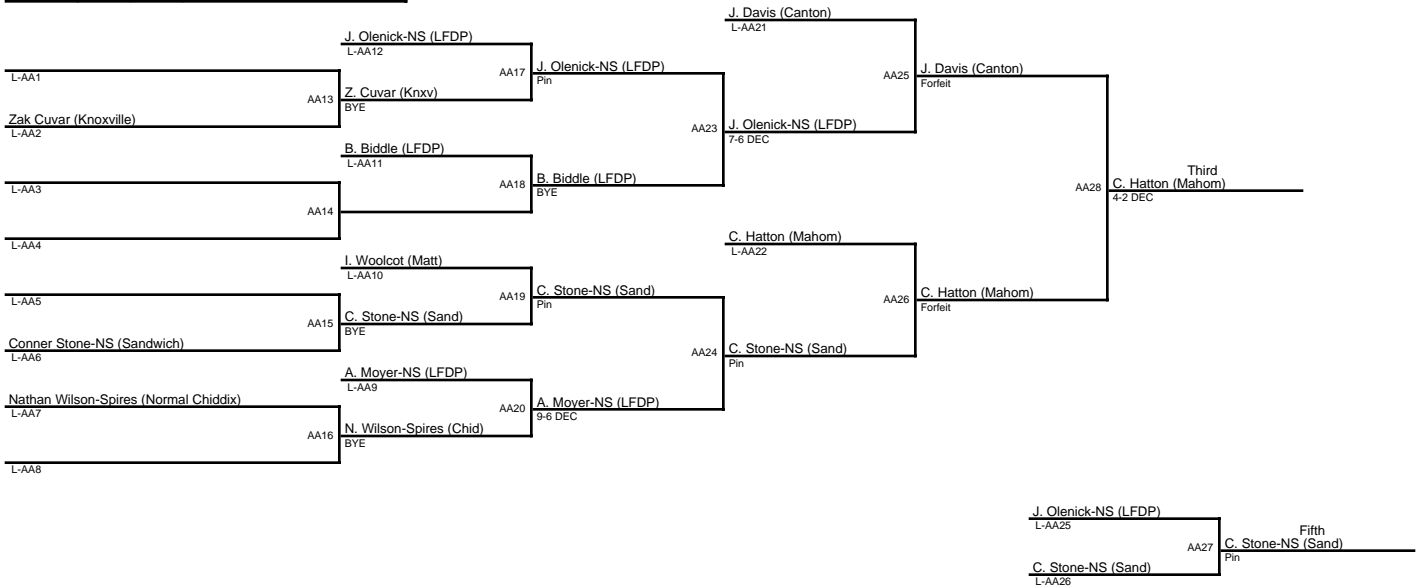 J. Davis (Canton)
L-AA21
J. Olenick-NS (LFDP)
L-AA12
AA17
J. Olenick-NS (LFDP)
Pin
AA25
J. Davis (Canton)
Forfeit
L-AA1
AA13
Z. Cuvar (Knxv)
BYE
Zak Cuvar (Knoxville)
L-AA2
AA23
J. Olenick-NS (LFDP)
7-6 DEC
B. Biddle (LFDP)
L-AA11
AA18
B. Biddle (LFDP)
BYE
L-AA3
AA14
L-AA4
Third
AA28
C. Hatton (Mahom)
4-2 DEC
C. Hatton (Mahom)
L-AA22
I. Woolcot (Matt)
L-AA10
AA19
C. Stone-NS (Sand)
Pin
AA26
C. Hatton (Mahom)
Forfeit
L-AA5
AA15
C. Stone-NS (Sand)
BYE
Conner Stone-NS (Sandwich)
L-AA6
AA24
C. Stone-NS (Sand)
Pin
A. Moyer-NS (LFDP)
L-AA9
AA20
A. Moyer-NS (LFDP)
9-6 DEC
Nathan Wilson-Spires (Normal Chiddix)
L-AA7
AA16
N. Wilson-Spires (Chid)
BYE
L-AA8
J. Olenick-NS (LFDP)
L-AA25
Fifth
AA27
C. Stone-NS (Sand)
Pin
C. Stone-NS (Sand)
L-AA26